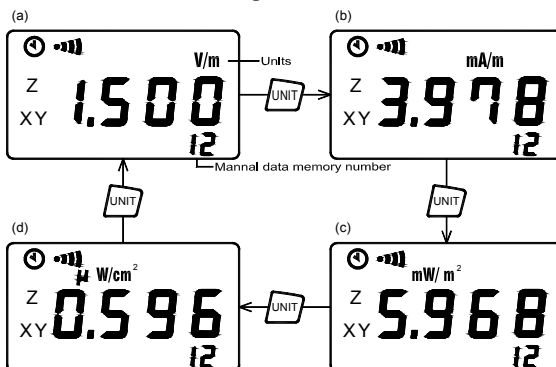 (a)
V/m
Units
Z
XY
1.500
12
Mannal data memory number
UNIT
(b)
mA/m
Z
XY
3.978
12
UNIT
(c)
mW/ m²
Z
XY
5.968
12
UNIT
(d)
μ W/cm²
Z
XY
0.596
12
UNIT